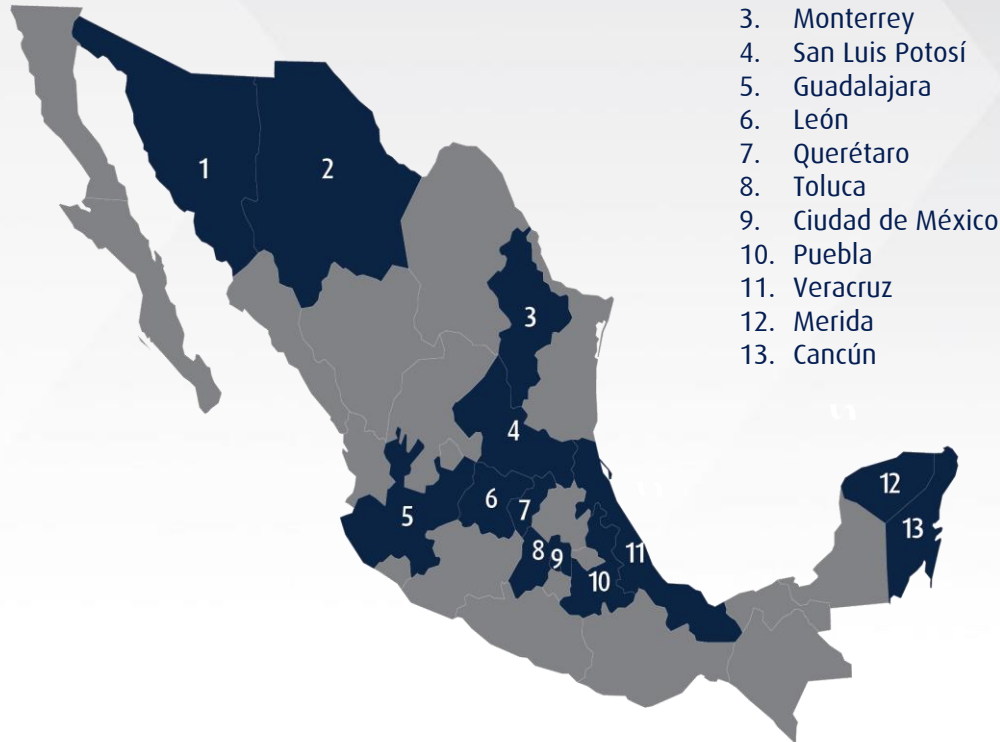 3. Monterrey
4. San Luis Potosí
5. Guadalajara
6. León
7. Querétaro
8. Toluca
9. Ciudad de México
10. Puebla
11. Veracruz
12. Merida
13. Cancún
1
2
3
4
5
6
7
8
9
10
11
12
13